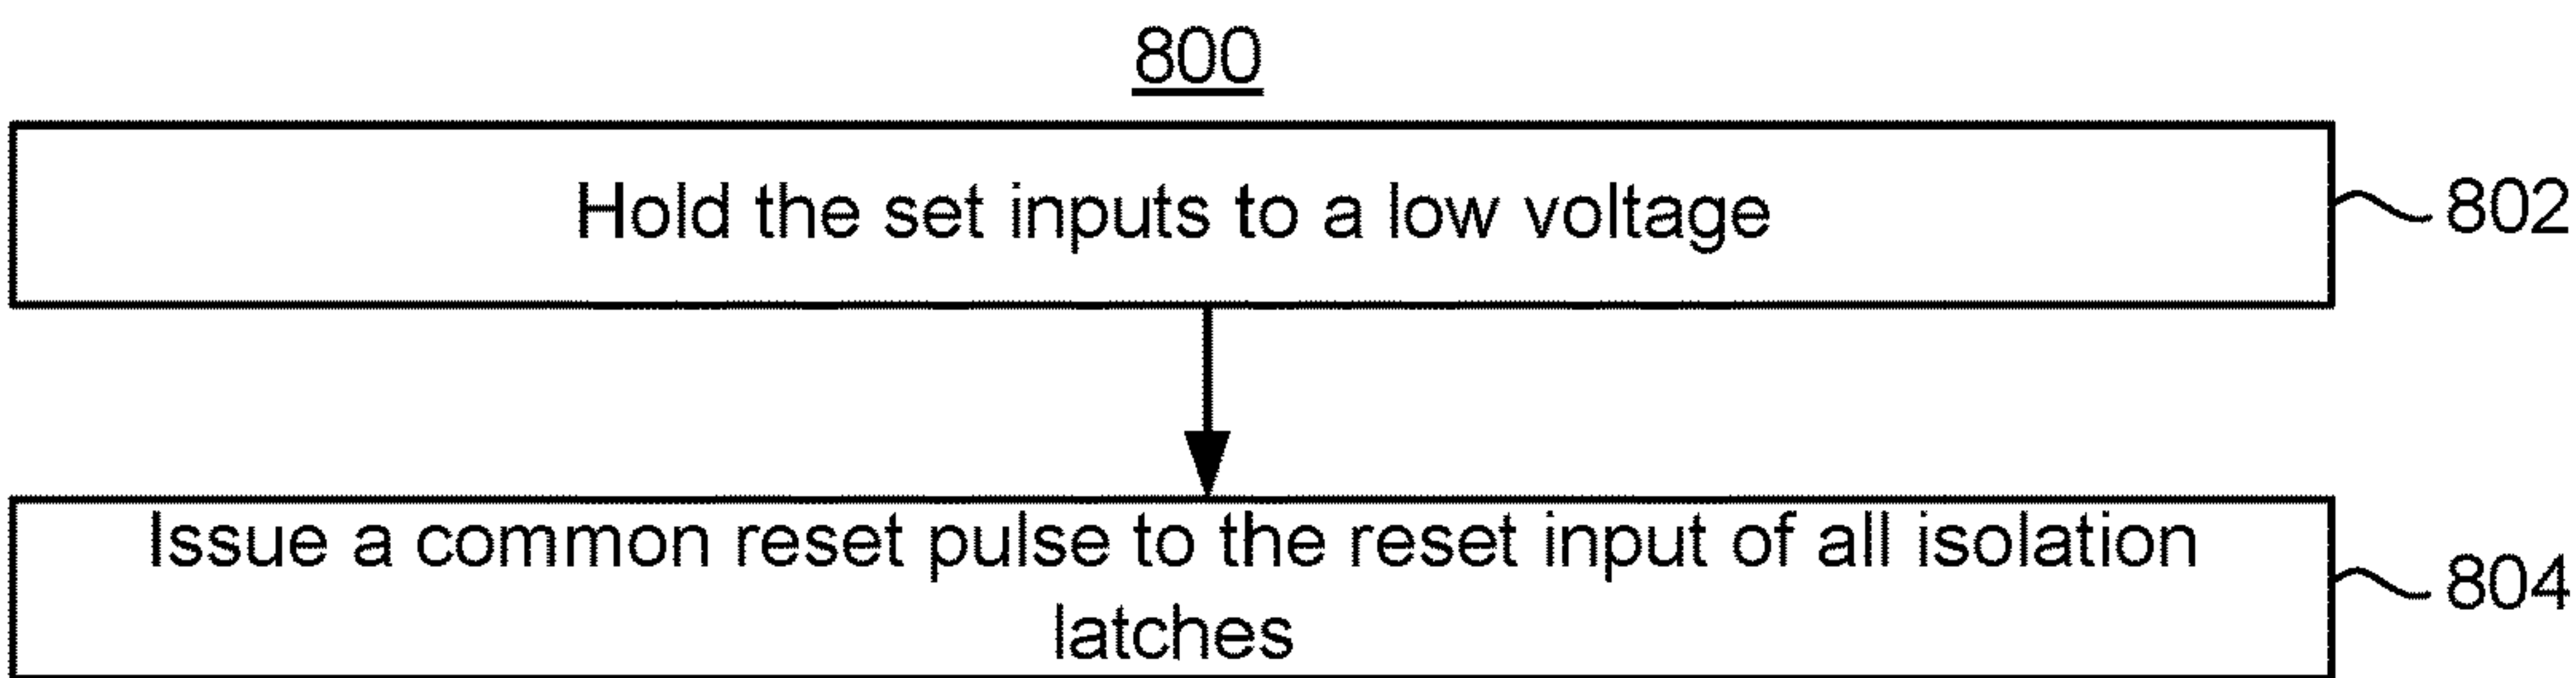 800
Hold the set inputs to a low voltage
802
Issue a common reset pulse to the reset input of all isolation
latches
804